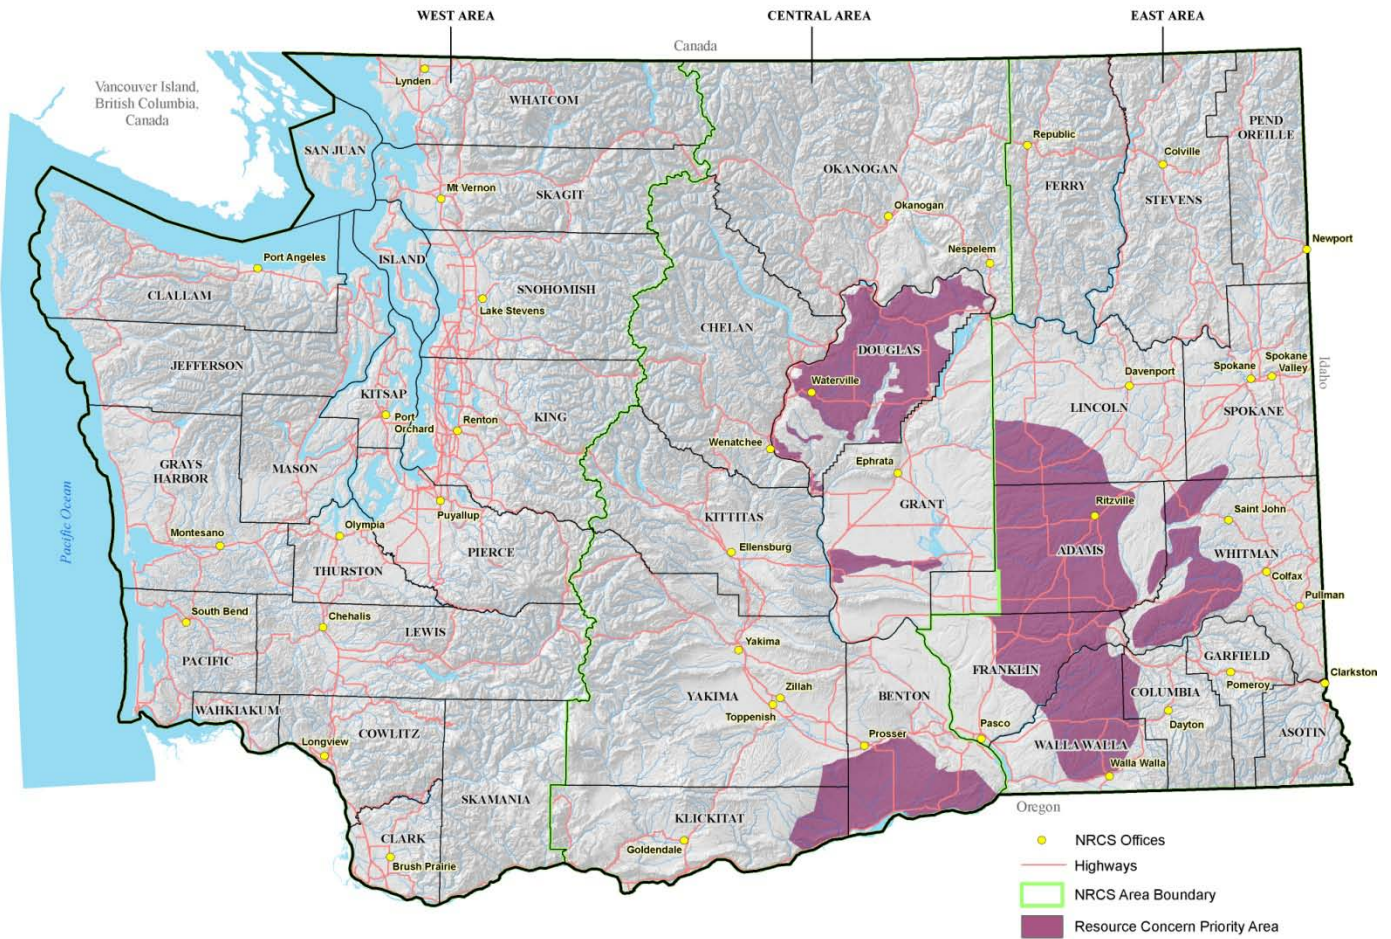 WEST AREA
CENTRAL AREA
EAST AREA
Canada
Vancouver Island,
British Columbia,
Canada
Lynden
WHATCOM
SAN JUAN
OKANOGAN
Republic
FERRY
Colville
STEVENS
PEND
OREILLE
Mt Vernon
SKAGIT
Okanogan
Nespelem
Newport
Port Angeles
ISLAND
CLALLAM
SNOHOMISH
Lake Stevens
CHELAN
JEFFERSON
DOUGLAS
Waterville
Davenport
Spokane
Spokane
Valley
Idaho
LINCOLN
SPOKANE
KITSAP
Port
Orchard
Renton
KING
Wenatchee
Ephrata
GRAYS
HARBOR
MASON
GRANT
Ritzville
Saint John
Puyallup
KITTITAS
Pacific Ocean
Montesano
Olympia
PIERCE
Ellensburg
ADAMS
WHITMAN
THURSTON
Colfax
Pullman
South Bend
Chehalis
LEWIS
Yakima
PACIFIC
FRANKLIN
GARFIELD
Pomeroy
Clarkston
WAHKIAKUM
YAKIMA
Zillah
Toppenish
BENTON
COLUMBIA
Dayton
COWLITZ
Longview
Prosser
Pasco
WALLA WALLA
Walla Walla
ASOTIN
SKAMANIA
Oregon
CLARK
Brush Prairie
KLICKITAT
Goldendale
NRCS Offices
Highways
NRCS Area Boundary
Resource Concern Priority Area